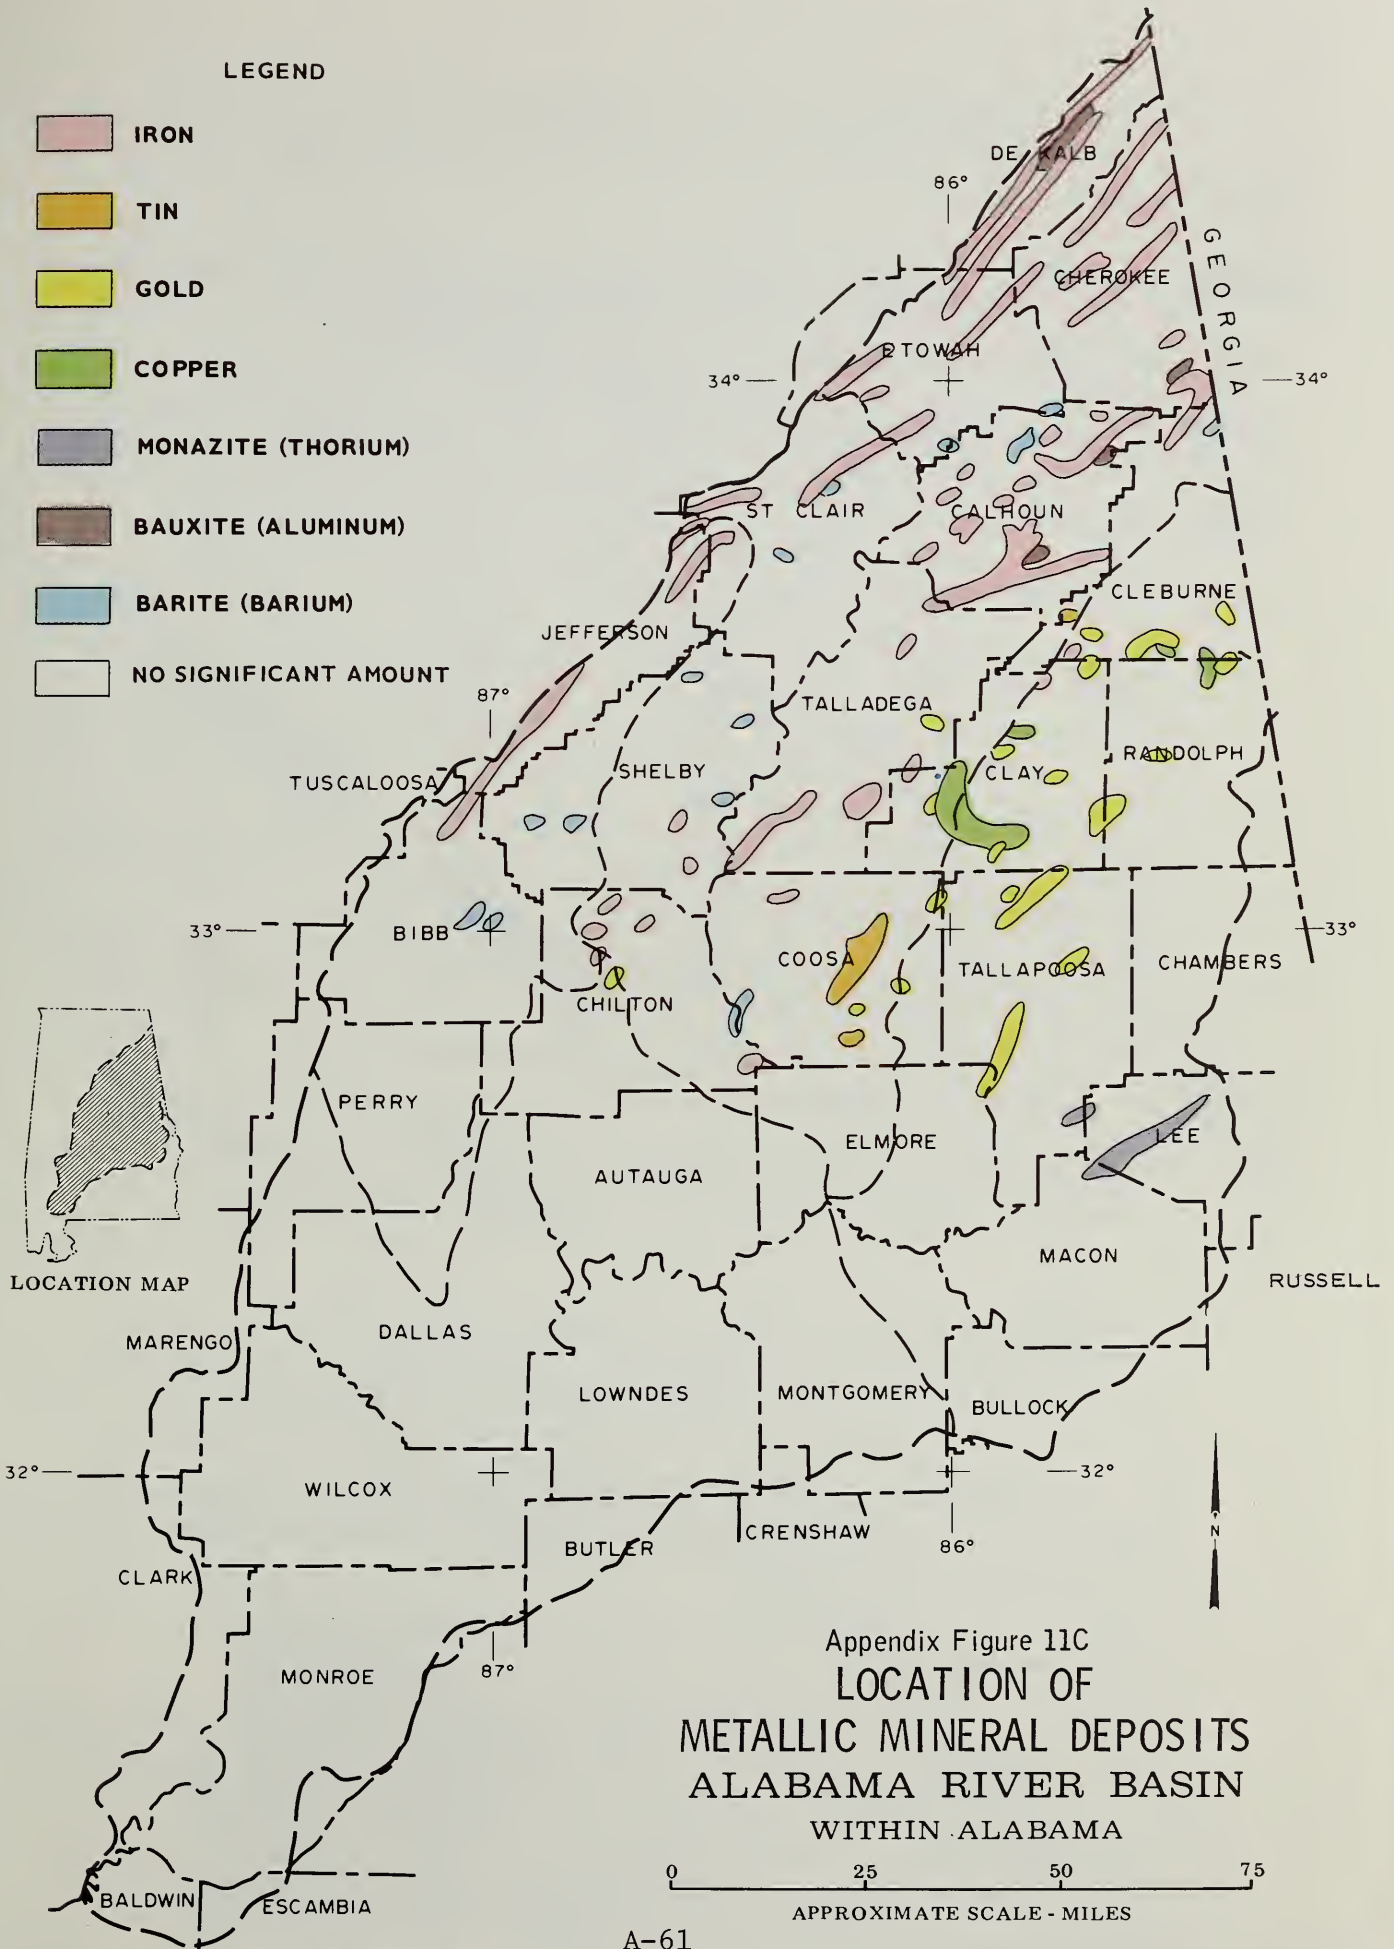 LEGEND
IRON
TIN
GOLD
COPPER
MONAZITE (THORIUM)
BAUXITE (ALUMINUM)
BARITE (BARIUM)
NO SIGNIFICANT AMOUNT
DE KALB
86°
GEORGIA
CHEROKEE
ETOWAH
34°
34°
ST CLAIR
CALHOUN
CLEBURNE
JEFFERSON
87°
TALLADEGA
TUSCALOOSA
SHELBY
CLAY
RANDOLPH
33°
BIBB
COOSA
TALLAPOOSA
CHAMBERS
33°
CHILTON
PERRY
ELMORE
LEE
AUTAUGA
MACON
RUSSELL
LOCATION MAP
MARENGO
DALLAS
LOWNDES
MONTGOMERY
BULLOCK
32°
32°
WILCOX
CRENSHAW
BUTLER
86°
N
CLARK
MONROE
87°
BALDWIN
ESCAMBIA
Appendix Figure 11C
LOCATION OF
METALLIC MINERAL DEPOSITS
ALABAMA RIVER BASIN
WITHIN ALABAMA
0 25 50 75
APPROXIMATE SCALE - MILES
A-61